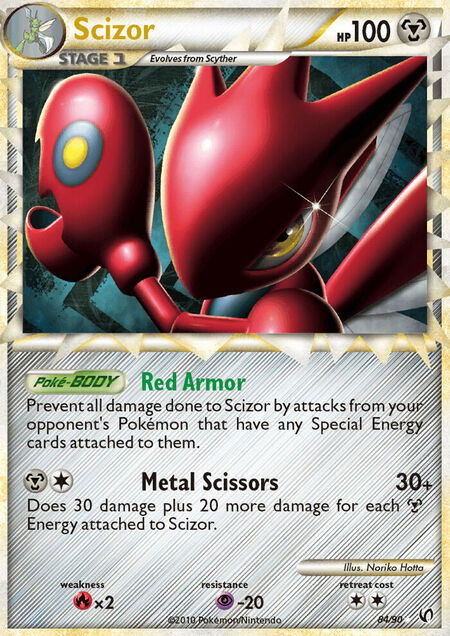 Scizor
HP100
STAGE 1
Evolves from Scyther
Poké-BODY Red Armor
Prevent all damage done to Scizor by attacks from your
opponent's Pokémon that have any Special Energy
cards attached to them.
Metal Scissors 30+
Does 30 damage plus 20 more damage for each
Energy attached to Scizor.
Illus. Noriko Hotta
weakness resistance retreat cost
×2 -20
©2010 Pokémon/Nintendo
84/90